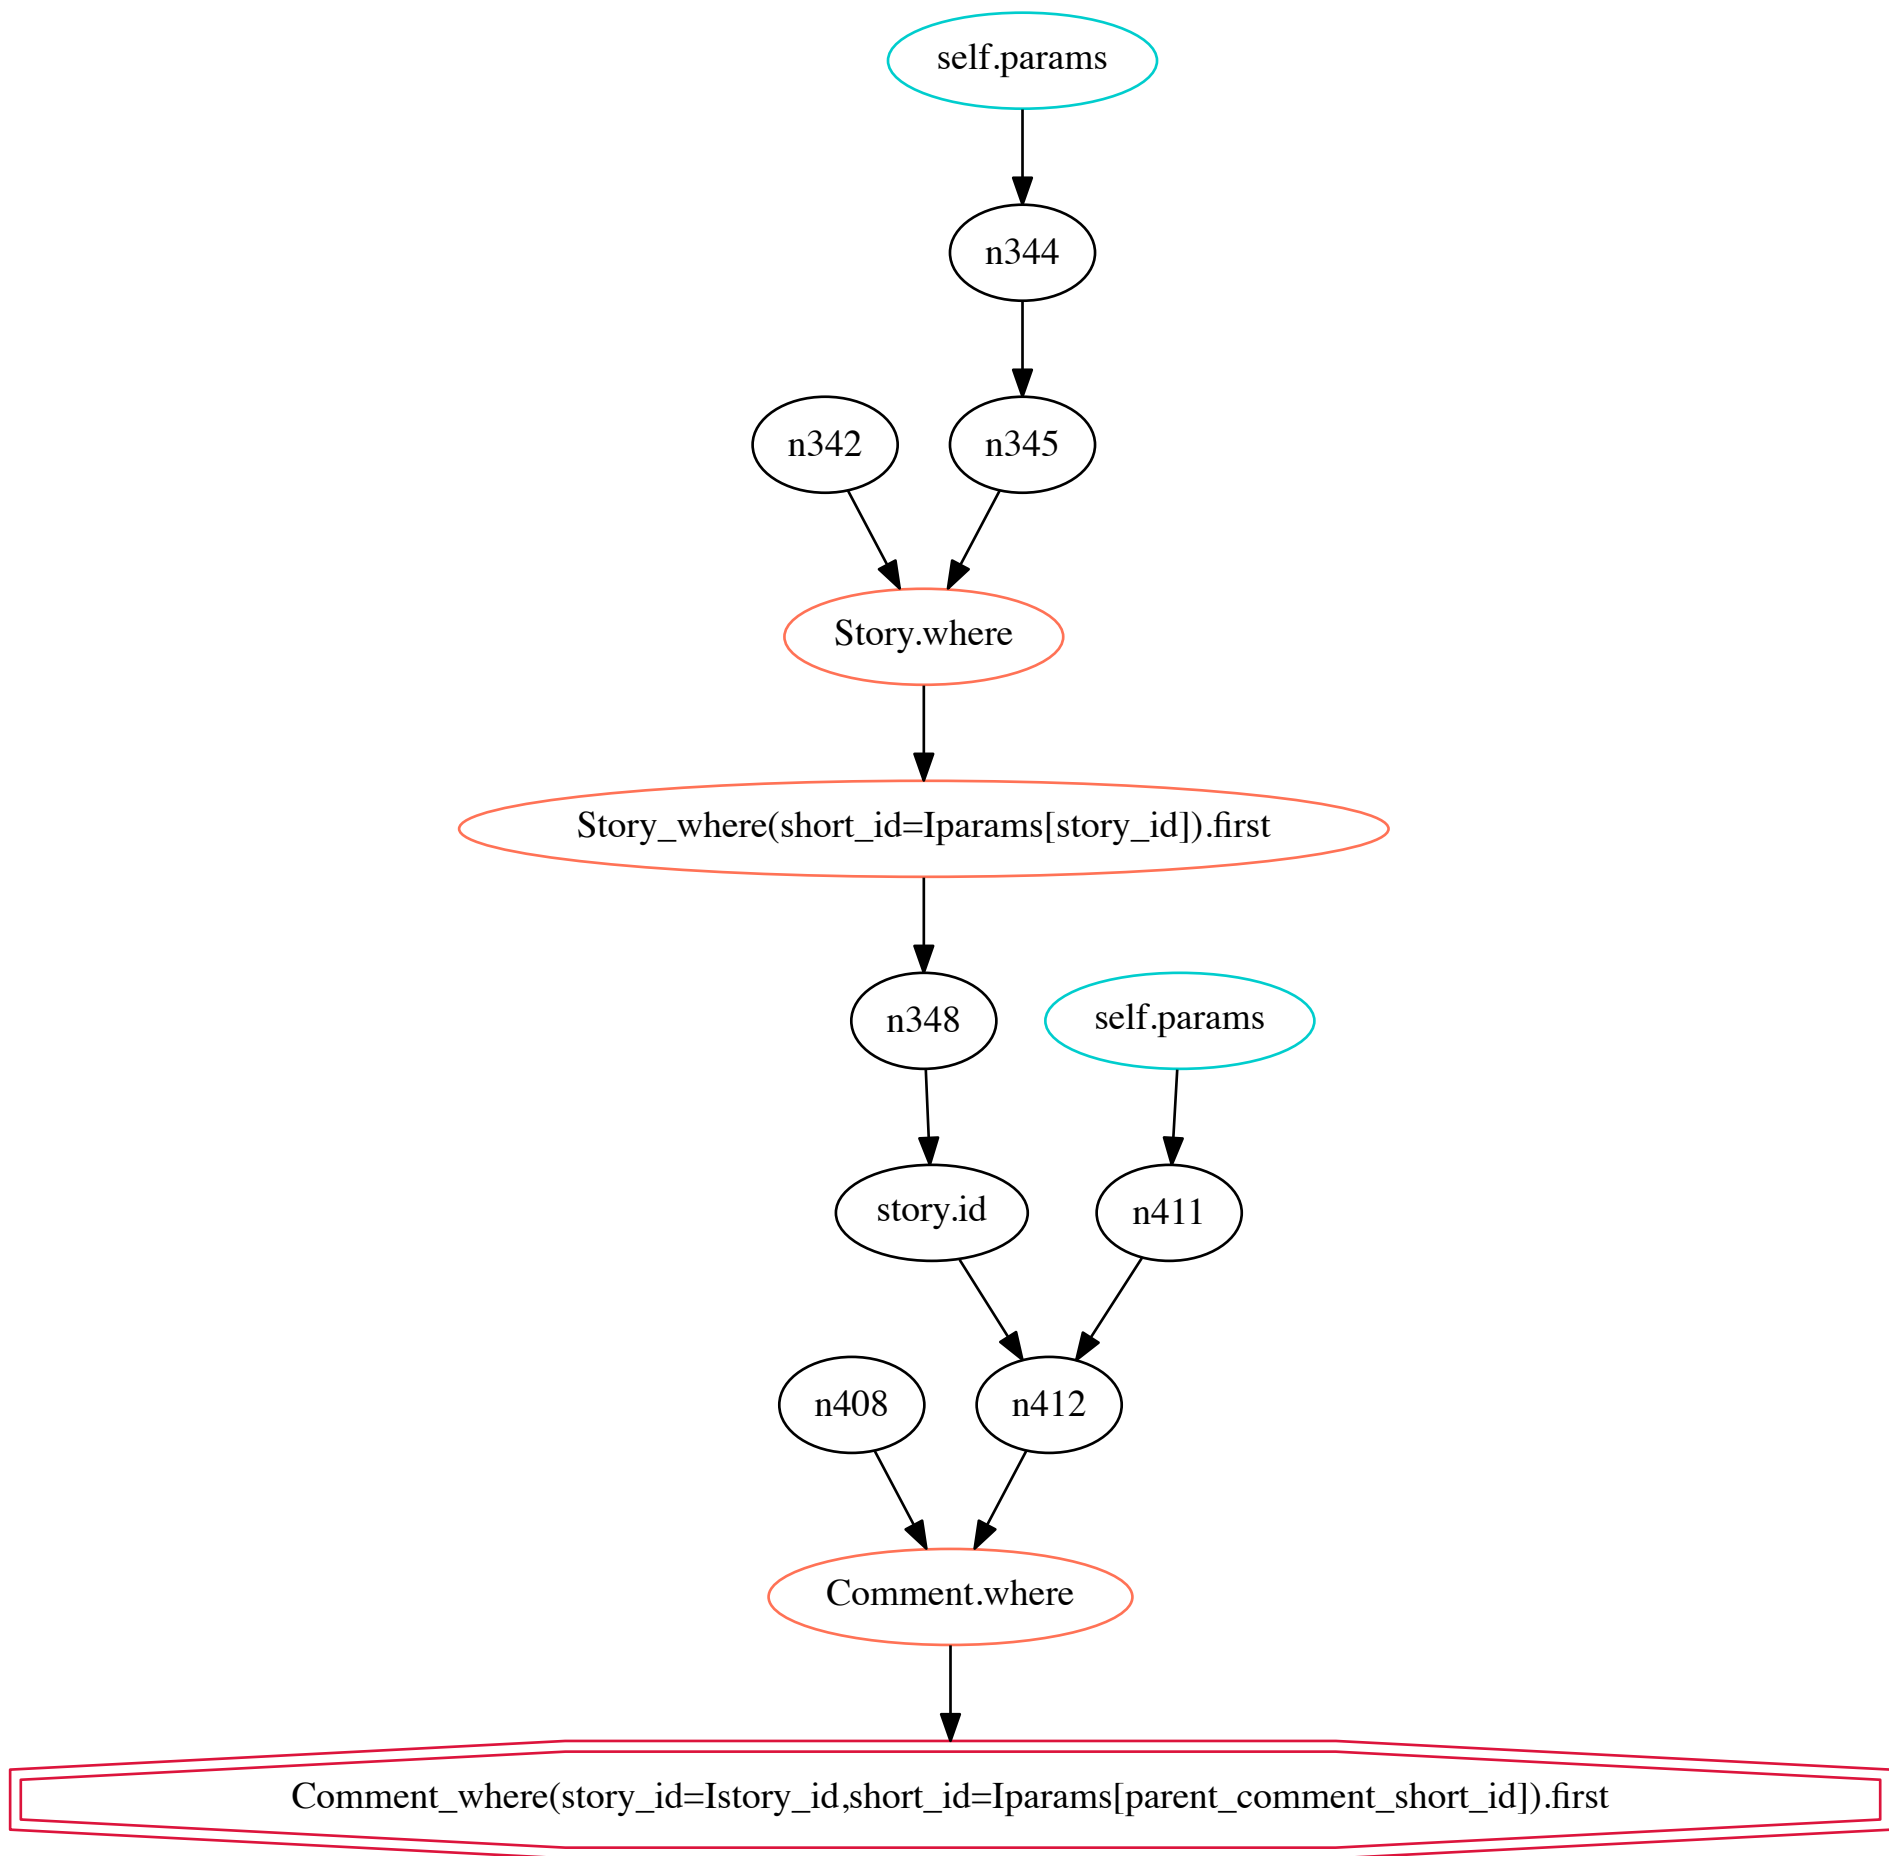 self.params
n344
n342
n345
Story.where
Story_where(short_id=Iparams[story_id]).first
n348
self.params
story.id
n411
n408
n412
Comment.where
Comment_where(story_id=Istory_id,short_id=Iparams[parent_comment_short_id]).first